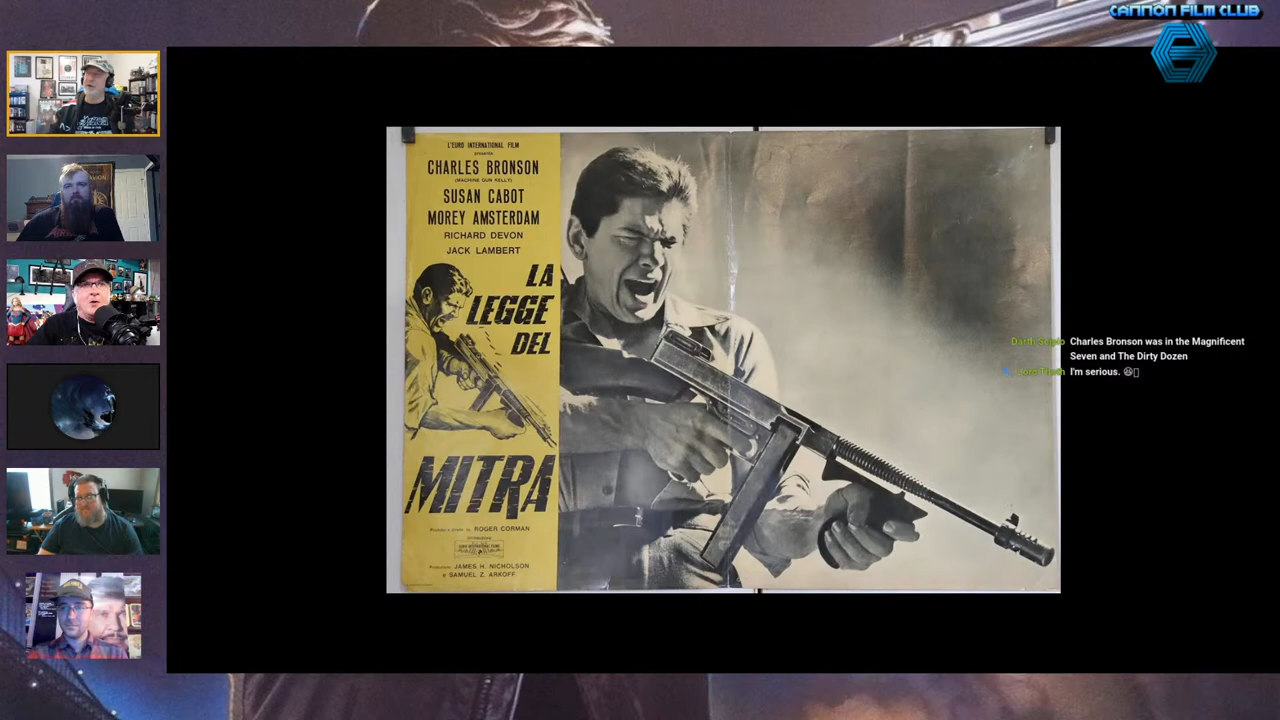 CANNON FILM CLUB
L'EURO INTERNATIONAL FILM
presenta
CHARLES BRONSON
(MACHINE GUN KELLY)
SUSAN CABOT
MOREY AMSTERDAM
RICHARD DEVON
JACK LAMBERT
LA
LEGGE
DEL
MITRA
ROGER CORMAN
JAMES H. NICHOLSON
e SAMUEL Z. ARKOFF
Charles Bronson was in the Magnificent
Seven and The Dirty Dozen
I'm serious.